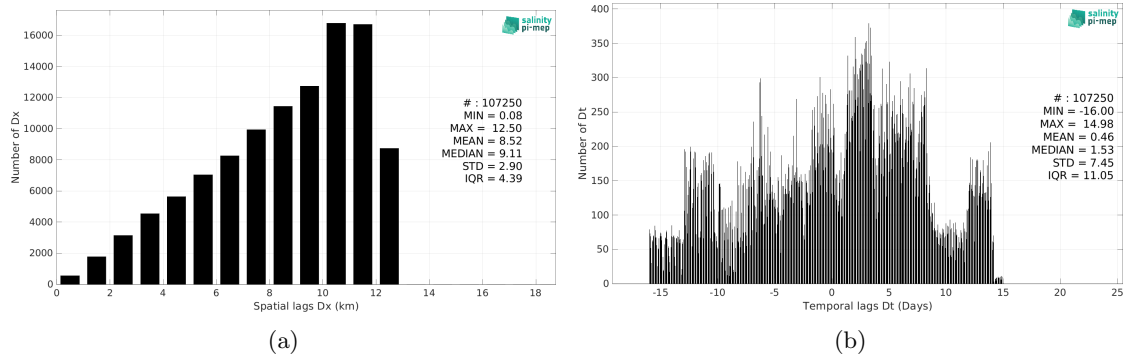 16000
14000
12000
10000
8000
6000
4000
2000
0
Number of Dx
0
2
4
6
8
10
12
14
16
18
Spatial lags Dx (km)
salinity
pi-mep
# : 107250
MIN = 0.08
MAX = 12.50
MEAN = 8.52
MEDIAN = 9.11
STD = 2.90
IQR = 4.39
(a)
400
350
300
250
200
150
100
50
0
Number of Dt
-15
-10
-5
0
5
10
15
20
25
Temporal lags Dt (Days)
salinity
pi-mep
# : 107250
MIN = -16.00
MAX = 14.98
MEAN = 0.46
MEDIAN = 1.53
STD = 7.45
IQR = 11.05
(b)